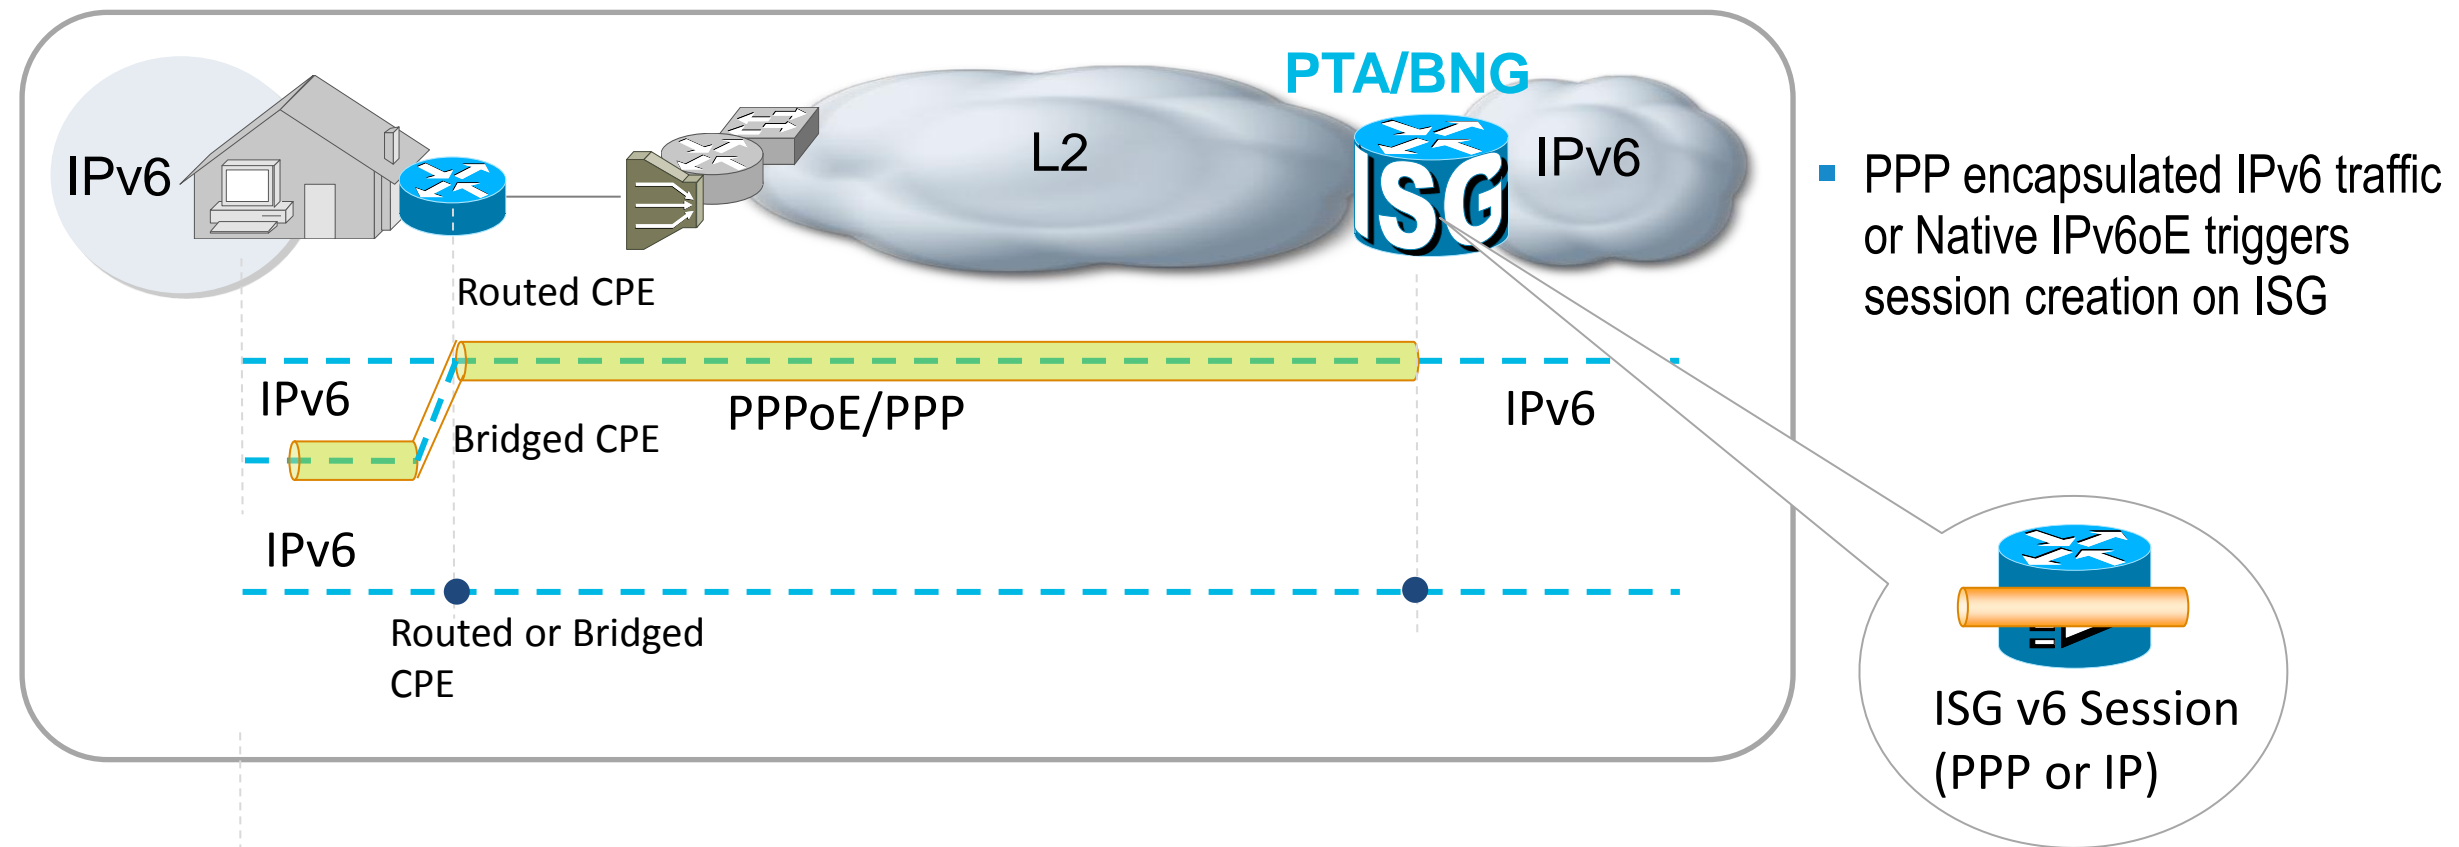 PTA/BNG
IPv6
L2
ISG
IPv6
PPP encapsulated IPv6 traffic
or Native IPv6oE triggers
session creation on ISG
Routed CPE
IPv6
PPPoE/PPP
IPv6
Bridged CPE
IPv6
Routed or Bridged
CPE
ISG v6 Session
(PPP or IP)